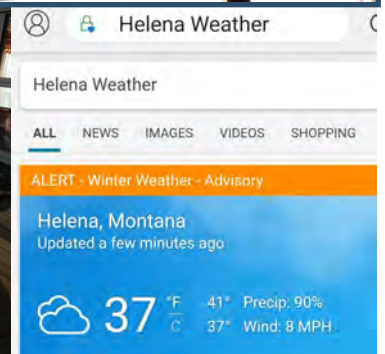 Helena Weather
Helena Weather
ALL NEWS IMAGES VIDEOS SHOPPING
ALERT - Winter Weather - Advisory
Helena, Montana
Updated a few minutes ago
37 °F 41° Precip: 90%
C 37° Wind: 8 MPH